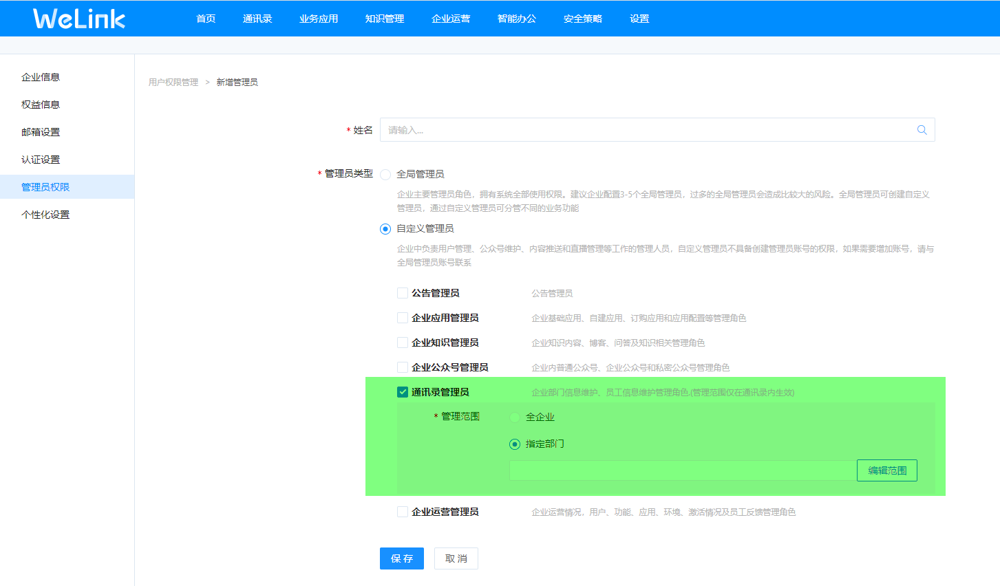 WeLink 首页 通讯录 业务应用 知识管理 企业运营 智能办公 安全策略 设置
企业信息
权益信息
邮箱设置
认证设置
管理员权限
个性化设置
用户权限管理 > 新增管理员
* 姓名 请输入...
* 管理员类型 全局管理员
企业主要管理员角色，拥有系统全部使用权限。建议企业配置3-5个全局管理员，过多的全局管理员会造成比较大的风险。全局管理员可创建自定义
管理员，通过自定义管理员可分管不同的业务功能
自定义管理员
企业中负责用户管理、公众号维护、内容推送和直播管理等工作的管理人员，自定义管理员不具备创建管理员账号的权限，如果需要增加账号，请与
全局管理员账号联系
公告管理员 公告管理员
企业应用管理员 企业基础应用、自建应用、订购应用和应用配置等管理角色
企业知识管理员 企业知识内容、博客、问答及知识相关管理角色
企业公众号管理员 企业内普通公众号、企业公众号和私密公众号管理角色
通讯录管理员 企业部门信息维护、员工信息维护管理角色.(管理范围仅在通讯录内生效)
* 管理范围 全企业
指定部门
编辑范围
企业运营管理员 企业运营情况，用户、功能、应用、环境、激活情况及员工反馈管理角色
保存 取消